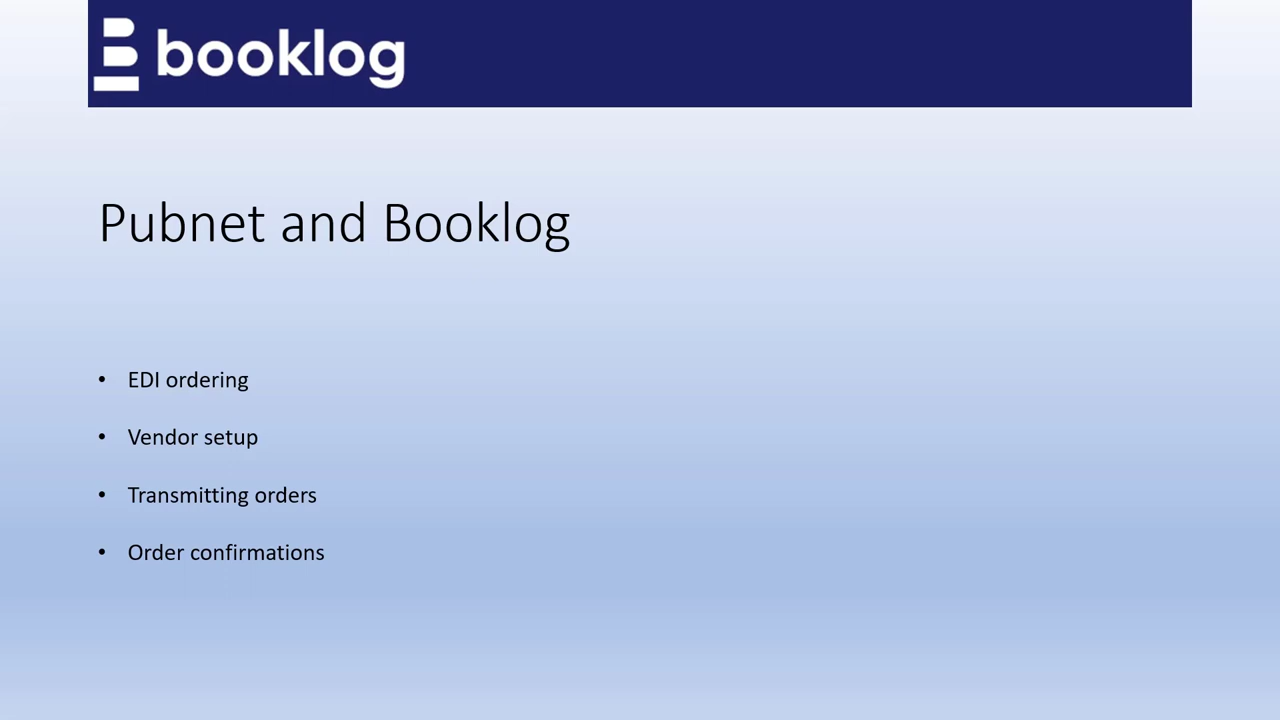 booklog
Pubnet and Booklog
• EDI ordering
• Vendor setup
• Transmitting orders
• Order confirmations